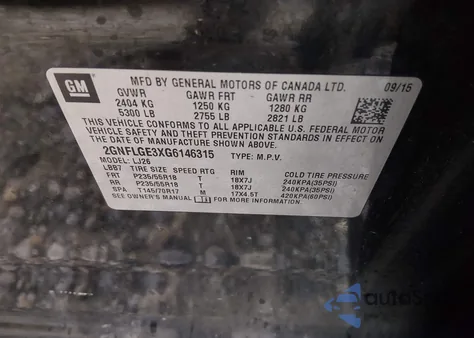 GM
MFD BY GENERAL MOTORS OF CANADA LTD. 09/15
GVWR GAWR FRT GAWR RR
2404 KG 1250 KG 1280 KG
5300 LB 2755 LB 2821 LB
THIS VEHICLE CONFORMS TO ALL APPLICABLE U.S. FEDERAL MOTOR
VEHICLE SAFETY STANDARDS IN EFFECT ON THE
DATE OF MANUFACTURE SHOWN ABOVE.
2GNFLGE3XG6146315 TYPE: M.P.V.
MODEL: LJ26
LBB7 TIRE SIZE SPEED RTG RIM COLD TIRE PRESSURE
FRT P235/55R18 T 18X7J 240KPA(35PSI)
RR P235/55R18 T 18X7J 240KPA(35PSI)
SPA T145/70R17 M 17X4.5T 420KPA(60PSI)
SEE OWNER'S MANUAL FOR MORE INFORMATION.